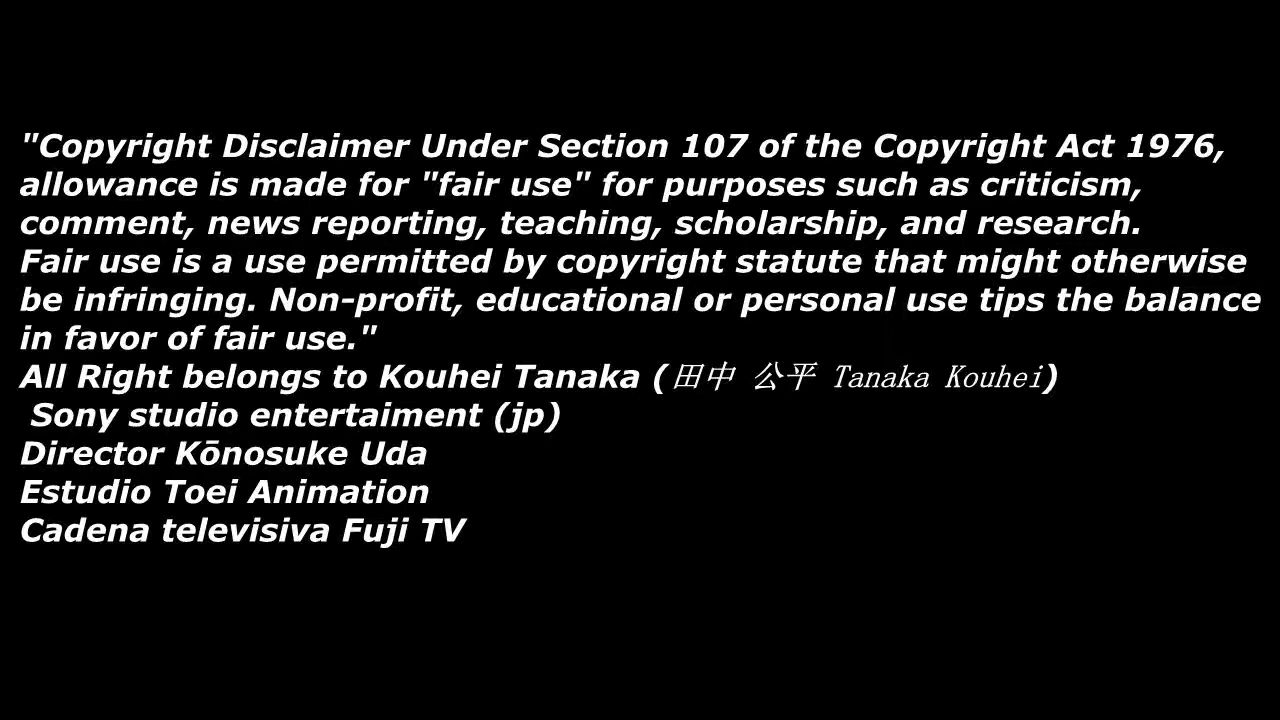 "Copyright Disclaimer Under Section 107 of the Copyright Act 1976,
allowance is made for "fair use" for purposes such as criticism,
comment, news reporting, teaching, scholarship, and research.
Fair use is a use permitted by copyright statute that might otherwise
be infringing. Non-profit, educational or personal use tips the balance
in favor of fair use."
All Right belongs to Kouhei Tanaka (田中 公平 Tanaka Kouhei)
Sony studio entertaiment (jp)
Director Kōnosuke Uda
Estudio Toei Animation
Cadena televisiva Fuji TV